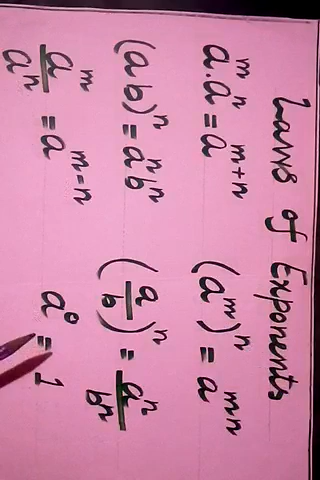 Laws of Exponents
a^m . a^n = a^{m+n}   (a^m)^n = a^{mn}
(ab)^n = a^n b^n   (a/b)^n = a^n/b^n
a^m/a^n = a^{m-n}   a^0 = 1